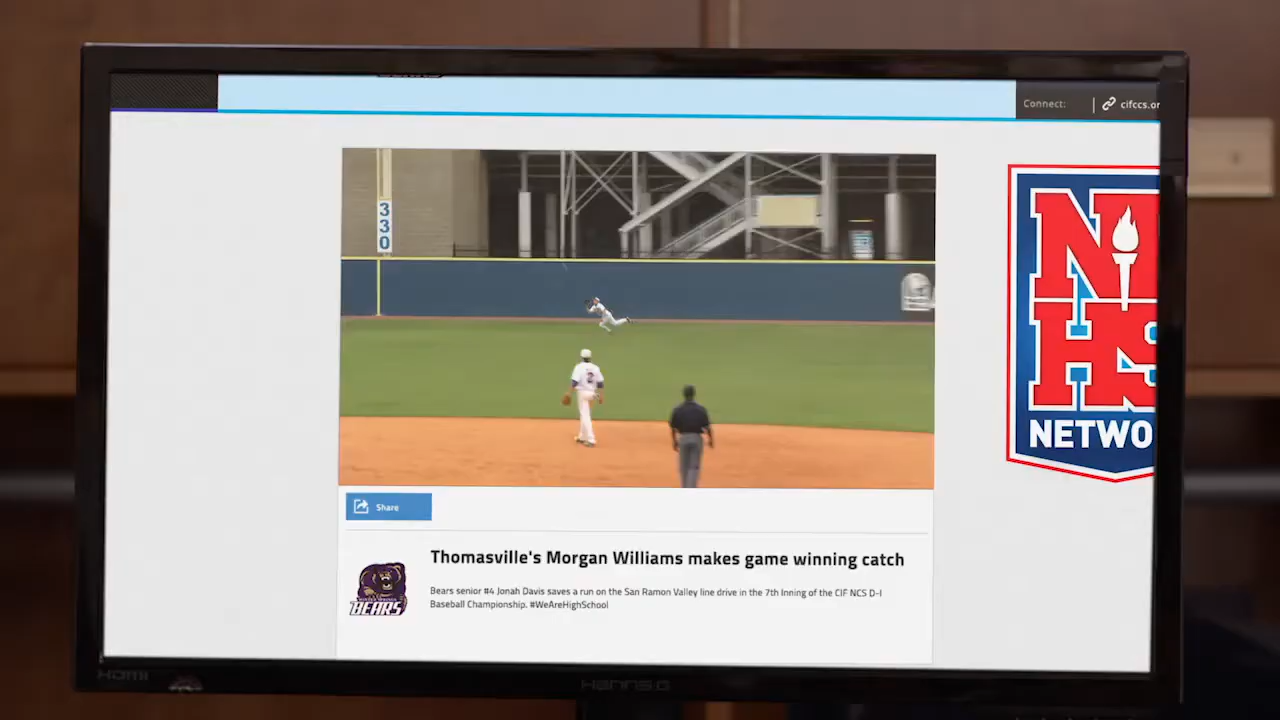 Connect:
cifccs.or
330
2
NHS
NETWO
Share
Thomasville's Morgan Williams makes game winning catch
Bears senior #4 Jonah Davis saves a run on the San Ramon Valley line drive in the 7th Inning of the CIF NCS D-I
Baseball Championship. #WeAreHighSchool
BEARS
HDMI
HANNS·G